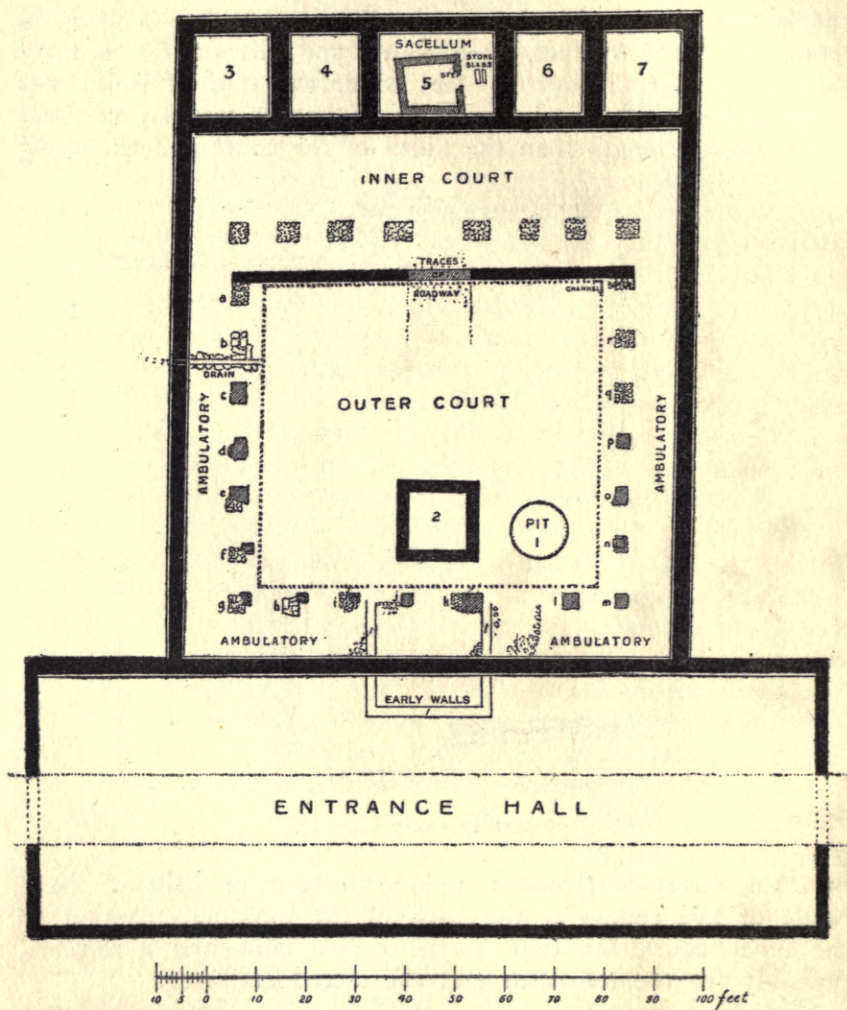 SACELLUM
3 4 5 STEP STONE SLABS 6 7
INNER COURT
TRACES
OF
ROADWAY
CHANNEL
a s
b r
DRAIN
c q
OUTER COURT
AMBULATORY
AMBULATORY
d p
e o
2
PIT
1
f n
g h i j k l m
AMBULATORY AMBULATORY
EARLY WALLS
ENTRANCE HALL
10 5 0 10 20 30 40 50 60 70 80 90 100 feet